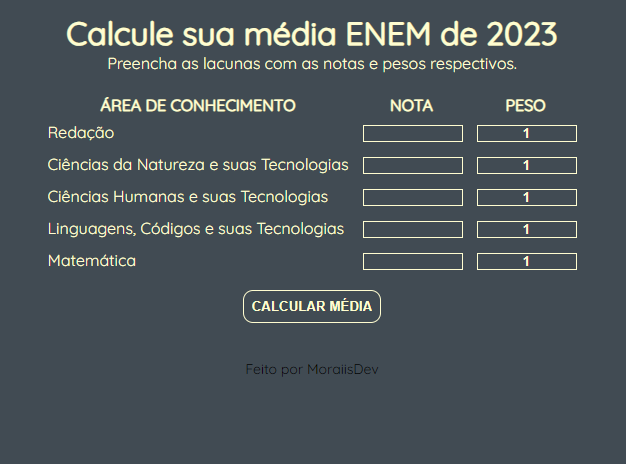 Calcule sua média ENEM de 2023
Preencha as lacunas com as notas e pesos respectivos.
ÁREA DE CONHECIMENTO NOTA PESO
Redação 1
Ciências da Natureza e suas Tecnologias 1
Ciências Humanas e suas Tecnologias 1
Linguagens, Códigos e suas Tecnologias 1
Matemática 1
CALCULAR MÉDIA
Feito por MoraiisDev